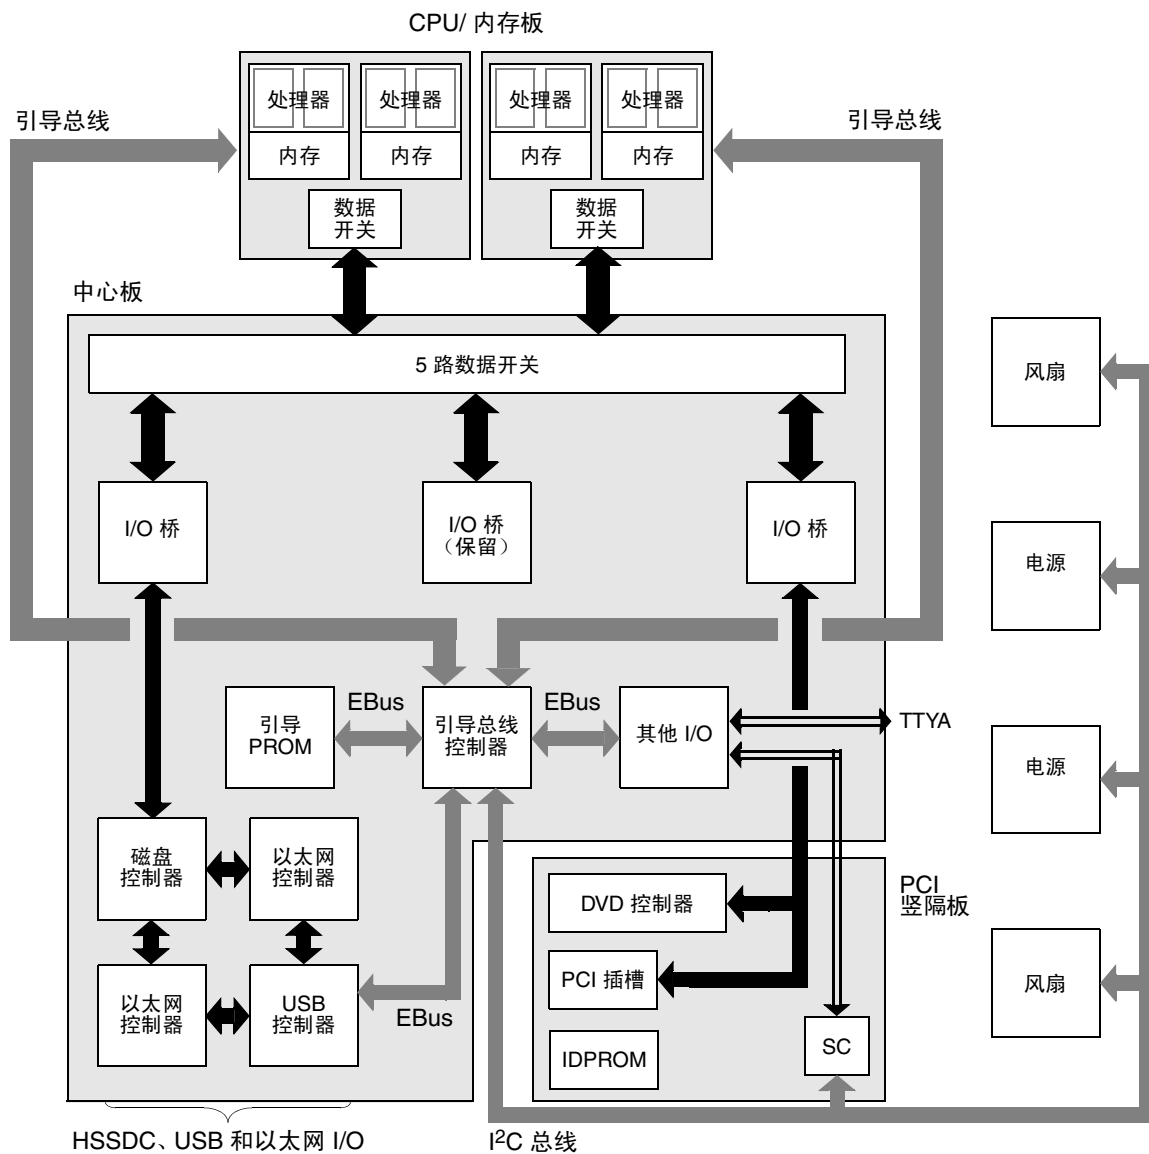 CPU/ 内存板
处理器
处理器
处理器
处理器
引导总线
引导总线
内存
内存
内存
内存
数据
开关
数据
开关
中心板
5 路数据开关
风扇
I/O 桥
I/O 桥
（保留）
I/O 桥
电源
EBus
EBus
引导
PROM
引导总线
控制器
其他 I/O
TTYA
电源
磁盘
控制器
以太网
控制器
PCI
竖隔板
DVD 控制器
PCI 插槽
风扇
以太网
控制器
USB
控制器
EBus
IDPROM
SC
HSSDC、USB 和以太网 I/O
I²C 总线